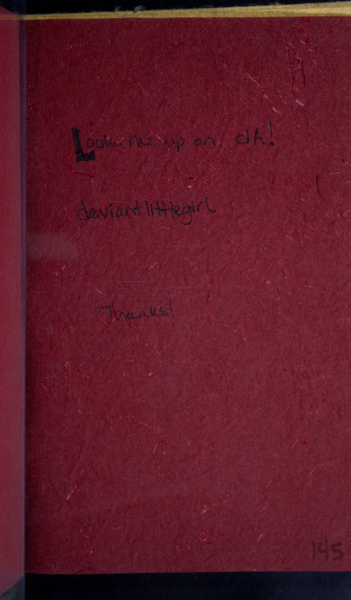 Look me up on dA!
deviantlittlegirl
Thanks!
145